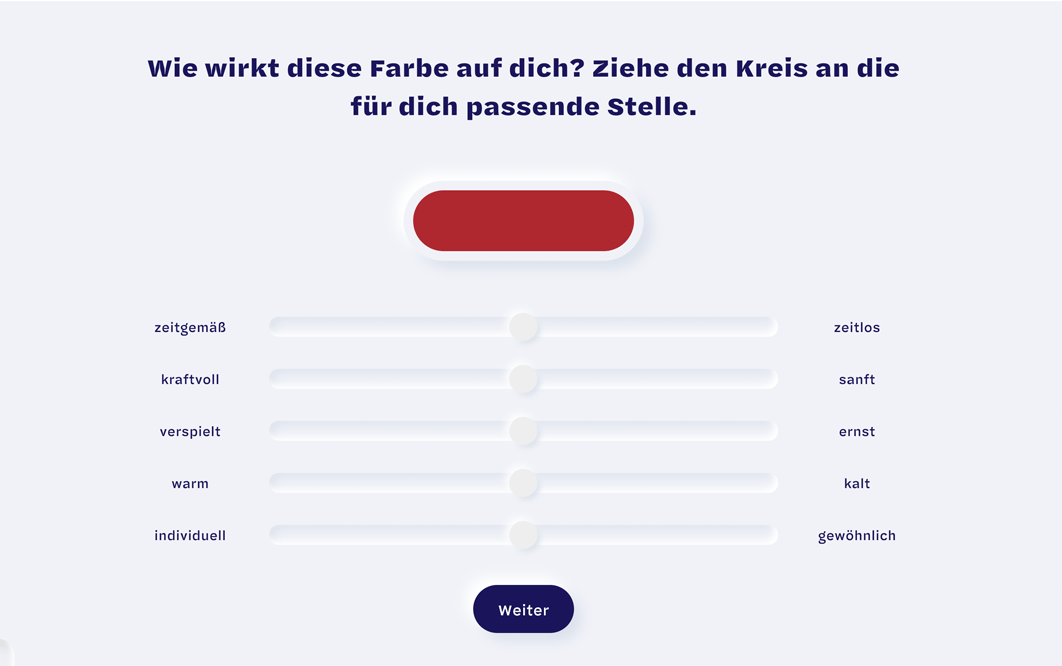 Wie wirkt diese Farbe auf dich? Ziehe den Kreis an die
für dich passende Stelle.
zeitgemäß zeitlos
kraftvoll sanft
verspielt ernst
warm kalt
individuell gewöhnlich
Weiter